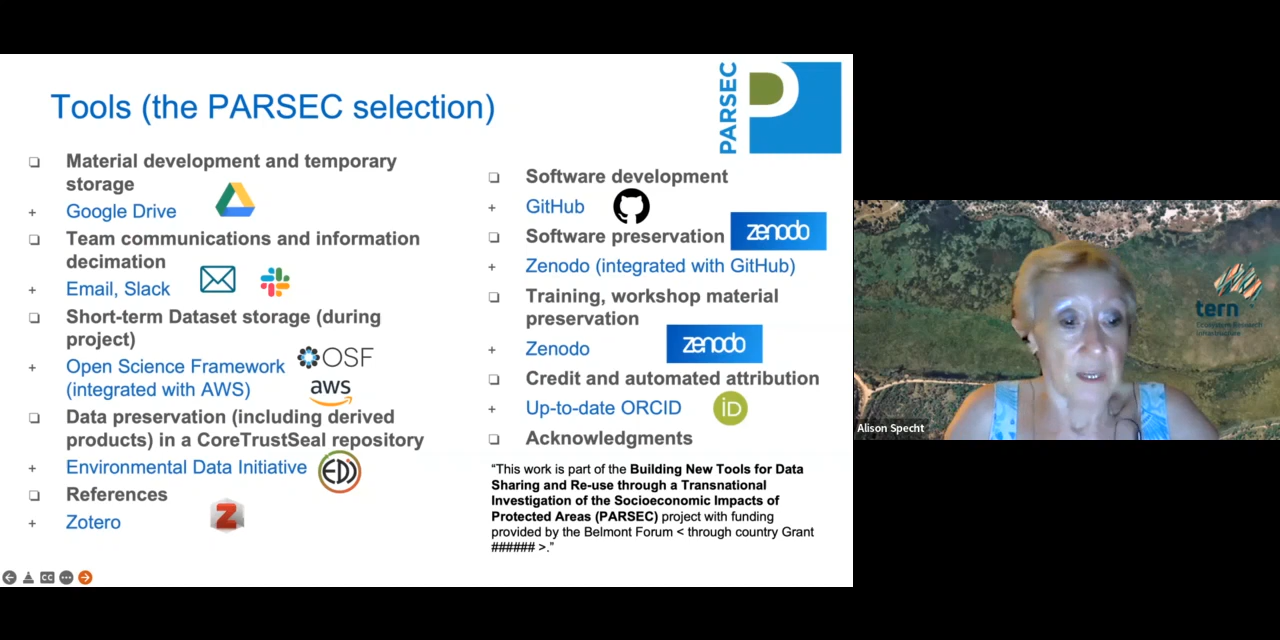 Tools (the PARSEC selection)
PARSEC
Material development and temporary
storage
Google Drive
Team communications and information
decimation
Email, Slack
Short-term Dataset storage (during
project)
OSF
Open Science Framework
(integrated with AWS)
aws
Data preservation (including derived
products) in a CoreTrustSeal repository
Environmental Data Initiative
EDI
References
Zotero
Z
Software development
GitHub
Software preservation
zenodo
Zenodo (integrated with GitHub)
Training, workshop material
preservation
Zenodo
zenodo
Credit and automated attribution
Up-to-date ORCID
iD
Acknowledgments
“This work is part of the Building New Tools for Data
Sharing and Re-use through a Transnational
Investigation of the Socioeconomic Impacts of
Protected Areas (PARSEC) project with funding
provided by the Belmont Forum < through country Grant
###### >.”
CC
tern
Ecosystem Research
Infrastructure
Alison Specht